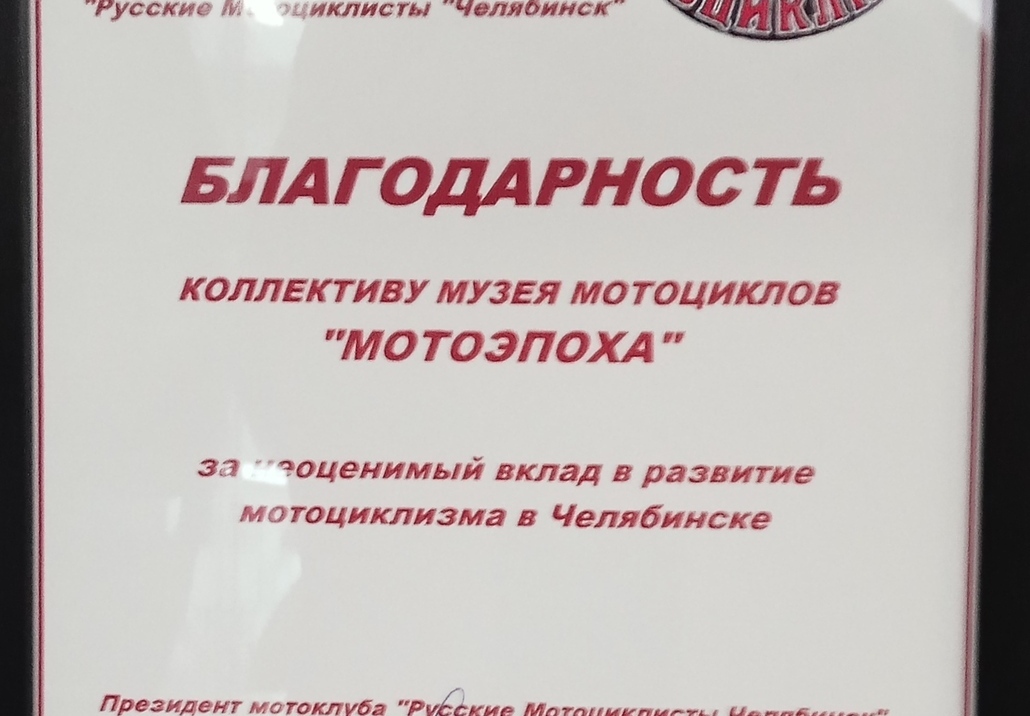 "Русские Мотоциклисты "Челябинск"
БЛАГОДАРНОСТЬ
КОЛЛЕКТИВУ МУЗЕЯ МОТОЦИКЛОВ
"МОТОЭПОХА"
за неоценимый вклад в развитие
мотоциклизма в Челябинске
Президент мотоклуба "Русские Мотоциклисты Челябинск"